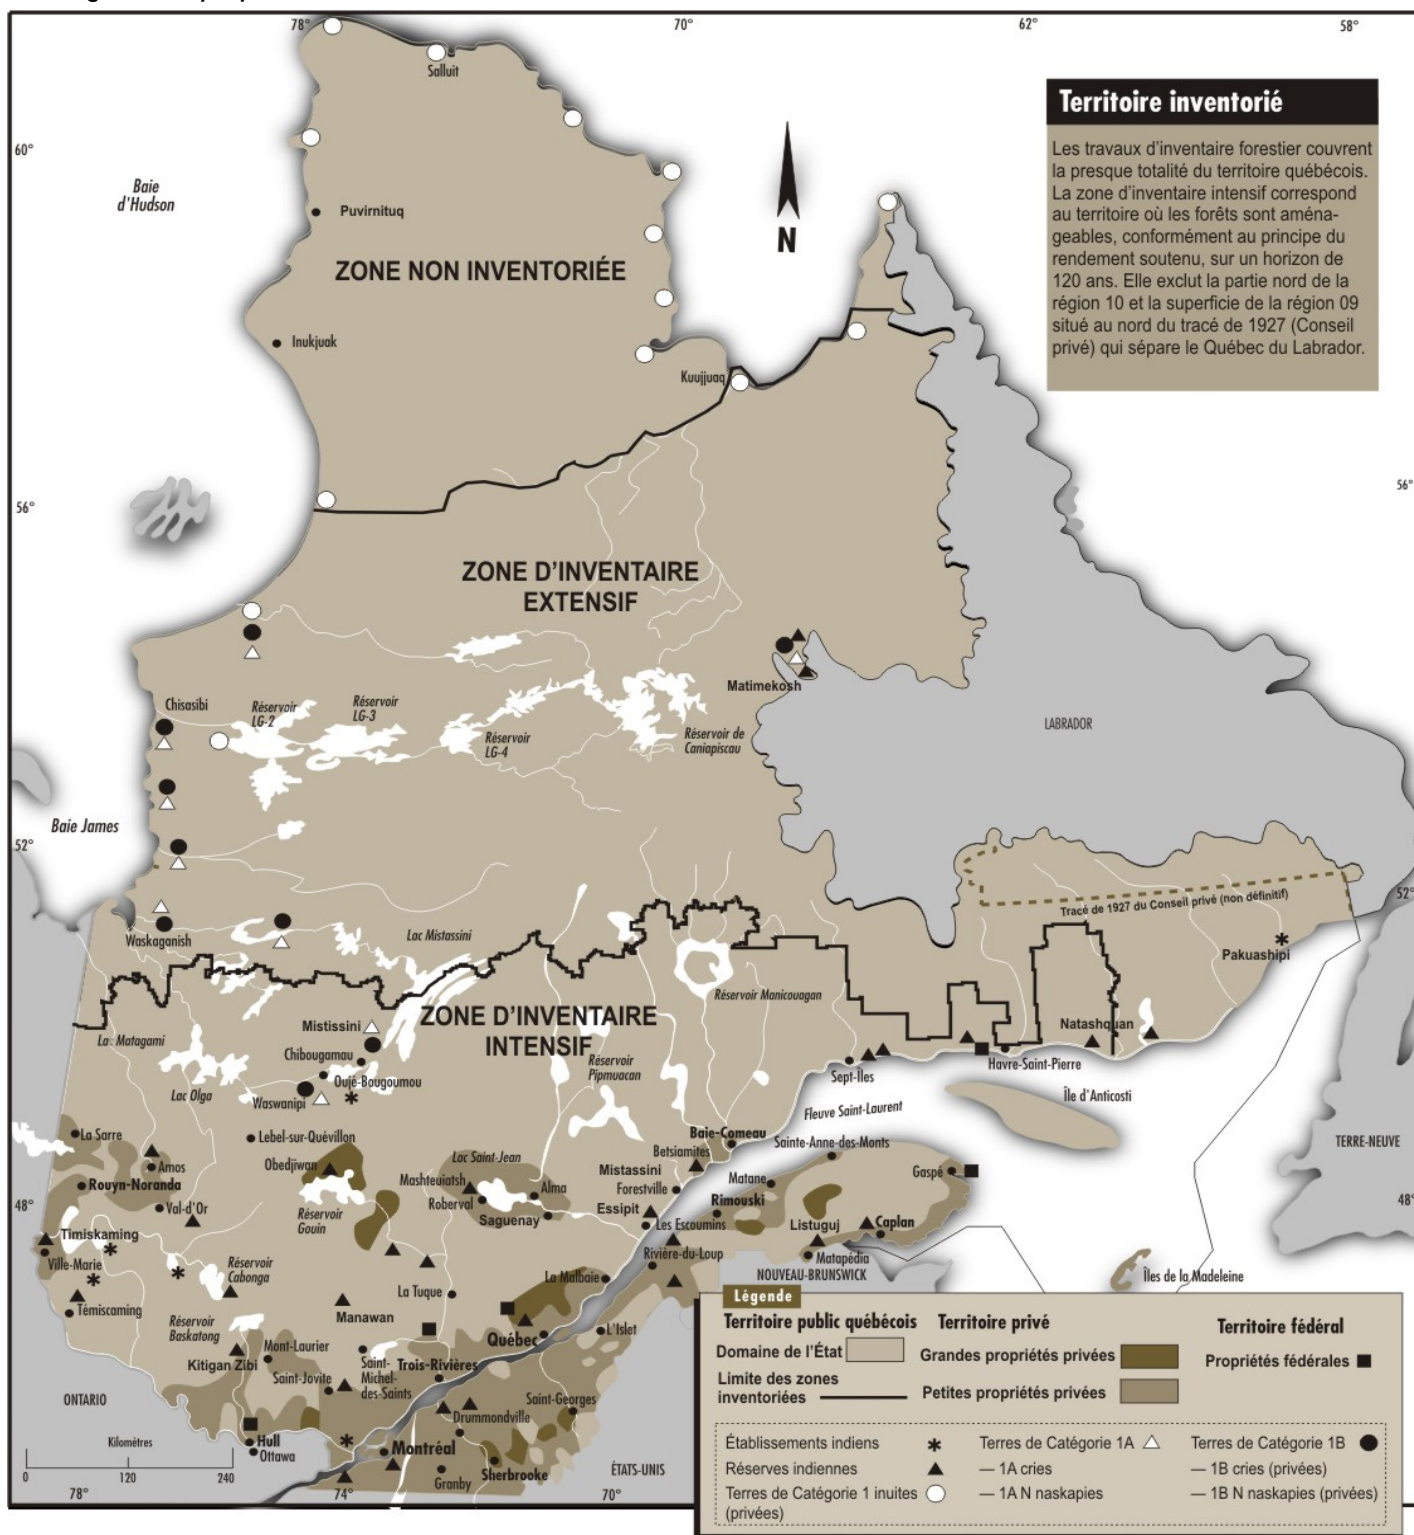 78°
70°
62°
58°
Salluit
Territoire inventorié
Les travaux d'inventaire forestier couvrent
la presque totalité du territoire québécois.
La zone d'inventaire intensif correspond
au territoire où les forêts sont aména-
geables, conformément au principe du
rendement soutenu, sur un horizon de
120 ans. Elle exclut la partie nord de la
région 10 et la superficie de la région 09
situé au nord du tracé de 1927 (Conseil
privé) qui sépare le Québec du Labrador.
60°
Baie
d'Hudson
Puvirnituq
N
ZONE NON INVENTORIÉE
Inukjuak
Kuujjuaq
56°
56°
ZONE D'INVENTAIRE
EXTENSIF
Matimekosh
Chisasibi
Réservoir
LG-2
Réservoir
LG-3
Réservoir
LG-4
Réservoir de
Caniapiscau
LABRADOR
Baie James
52°
52°
Tracé de 1927 du Conseil privé (non définitif)
Waskaganish
Lac Mistassini
Pakuashipi
Réservoir Manicouagan
ZONE D'INVENTAIRE
INTENSIF
Mistissini
La. Matagami
Natashquan
Chibougamau
Oujé-Bougoumou
Réservoir
Pipmuacan
Sept-Îles
Havre-Saint-Pierre
Lac Olga
Waswanipi
Île d'Anticosti
Fleuve Saint-Laurent
La Sarre
Lebel-sur-Quévillon
Baie-Comeau
Sainte-Anne-des-Monts
TERRE-NEUVE
Amos
Obedjiwan
Lac Saint-Jean
Betsiamites
Mistassini
Rouyn-Noranda
Mashteuiatsh
Roberval
Alma
Forestville
Matane
Gaspé
48°
48°
Val-d'Or
Réservoir
Gouin
Saguenay
Essipit
Rimouski
Listuguj
Caplan
Les Escoumins
Timiskaming
Ville-Marie
Réservoir
Cabonga
Rivière-du-Loup
Matapédia
NOUVEAU-BRUNSWICK
Îles de la Madeleine
La Malbaie
La Tuque
Témiscaming
Manawan
Réservoir
Baskatong
Québec
L'Islet
Mont-Laurier
Kitigan Zibi
Saint-
Michel-
des-Saints
Trois-Rivières
Saint-Jovite
ONTARIO
Drummondville
Saint-Georges
Hull
Ottawa
Montréal
Granby
Sherbrooke
ÉTATS-UNIS
Kilomètres
0 120 240
78°
74°
70°
Légende
Territoire public québécois
Domaine de l'État
Limite des zones
inventoriées
Territoire privé
Grandes propriétés privées
Petites propriétés privées
Territoire fédéral
Propriétés fédérales
Établissements indiens
Réserves indiennes
Terres de Catégorie 1 inuites
(privées)
Terres de Catégorie 1A
— 1A cries
— 1A N naskapies
Terres de Catégorie 1B
— 1B cries (privées)
— 1B N naskapies (privées)